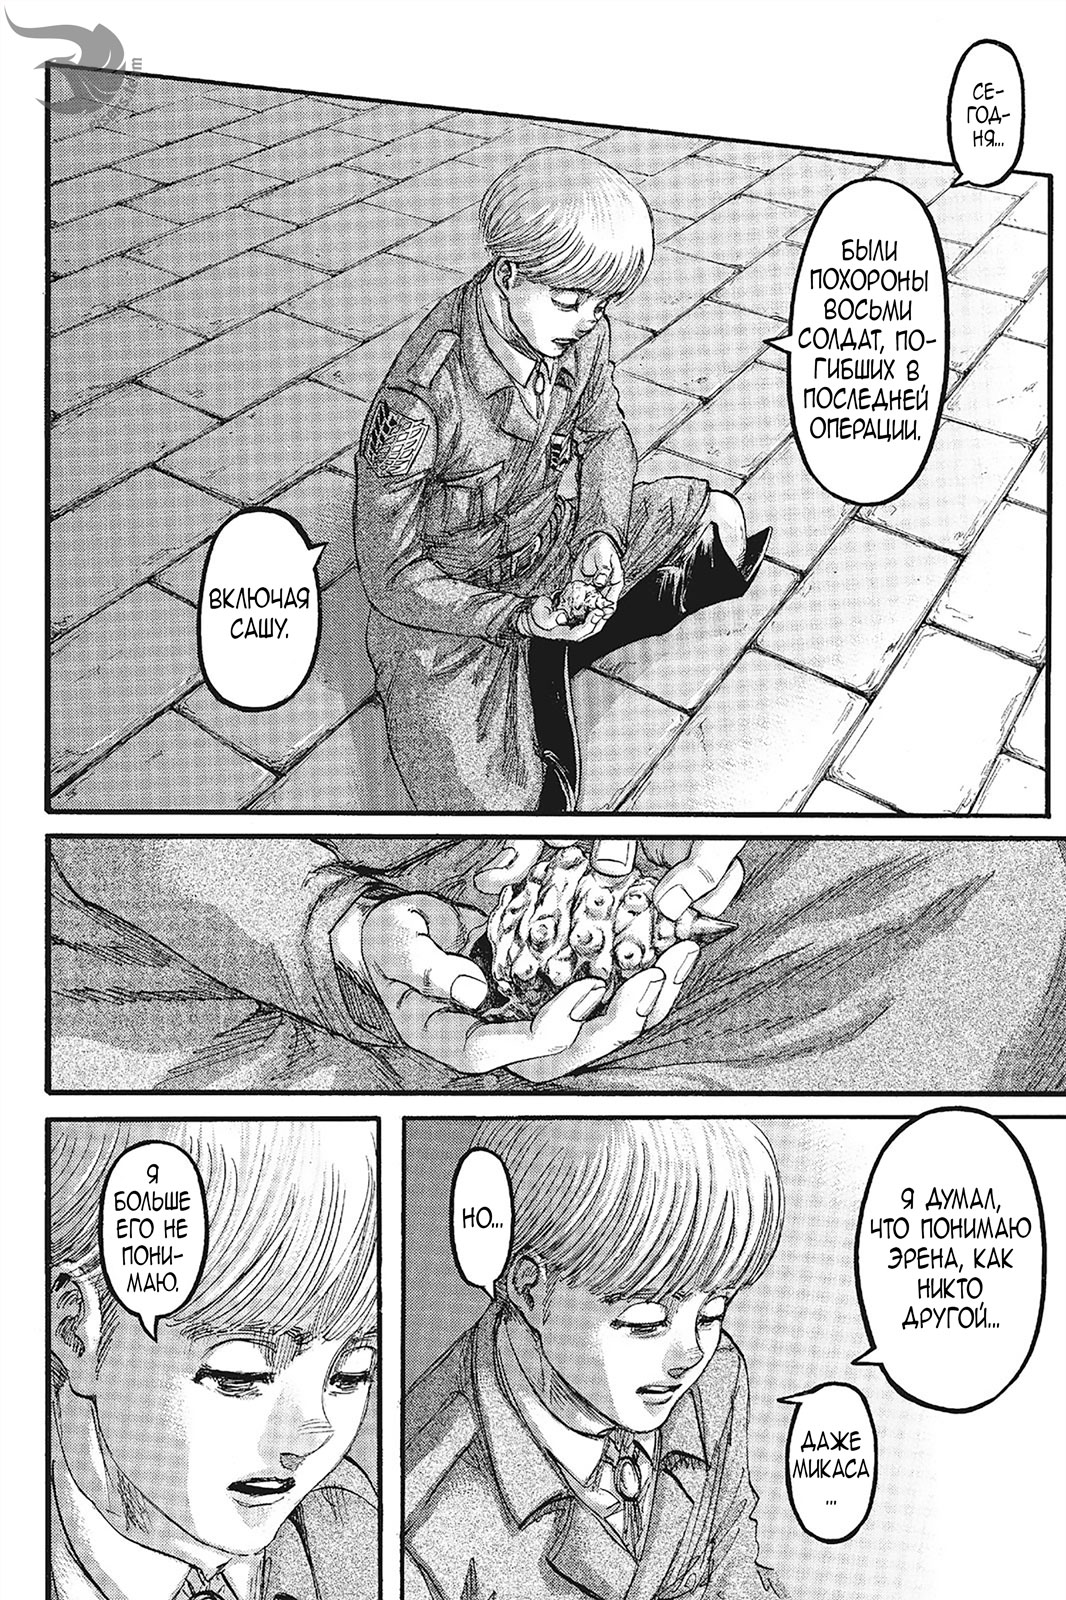 СЕ-
ГОД-
НЯ...
БЫЛИ
ПОХОРОНЫ
ВОСЬМИ
СОЛДАТ, ПО-
ГИБШИХ В
ПОСЛЕДНЕЙ
ОПЕРАЦИИ.
ВКЛЮЧАЯ
САШУ.
Я ДУМАЛ,
ЧТО ПОНИМАЮ
ЭРЕНА, КАК
НИКТО
ДРУГОЙ...
ДАЖЕ
МИКАСА
...
НО...
Я
БОЛЬШЕ
ЕГО НЕ
ПОНИ-
МАЮ.